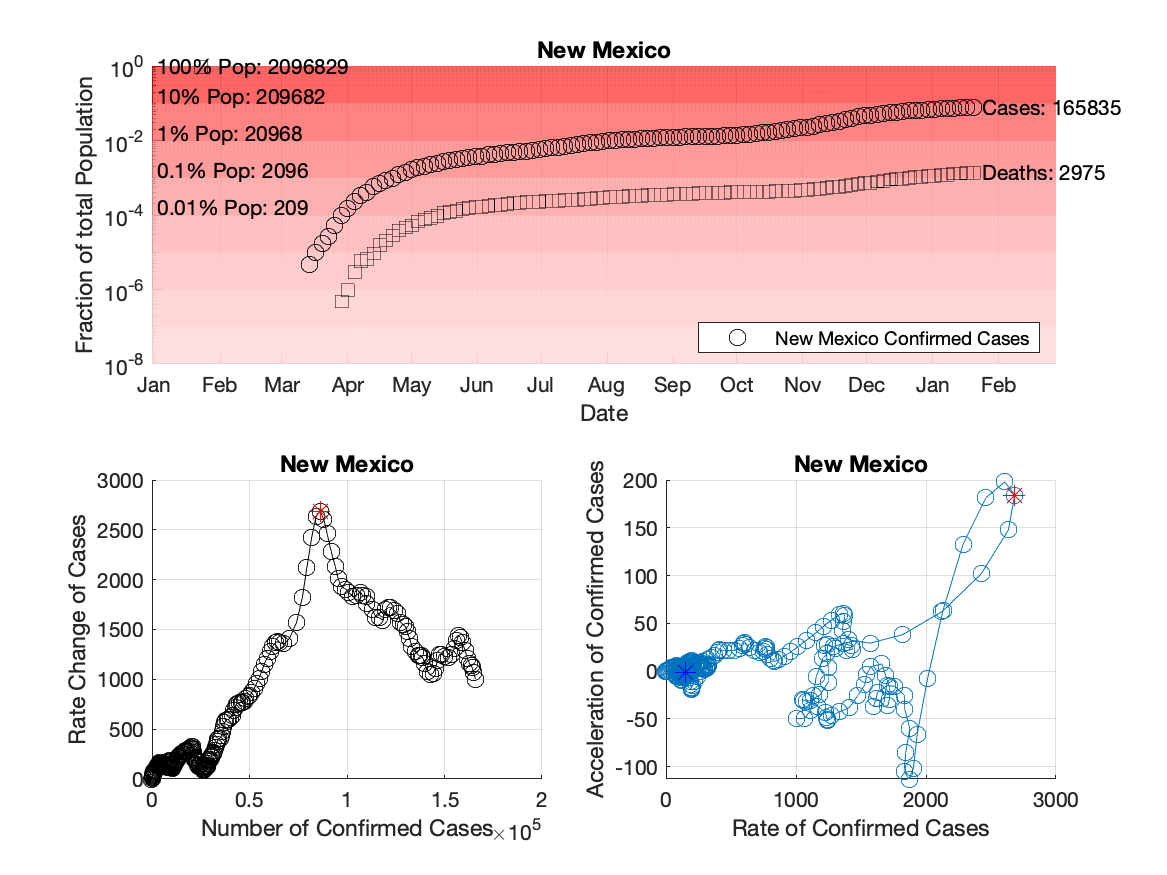 New Mexico
Fraction of total Population
10^0
10^-2
10^-4
10^-6
10^-8
100% Pop: 2096829
10% Pop: 209682
1% Pop: 20968
0.1% Pop: 2096
0.01% Pop: 209
Cases: 165835
Deaths: 2975
New Mexico Confirmed Cases
Jan Feb Mar Apr May Jun Jul Aug Sep Oct Nov Dec Jan Feb
Date
New Mexico
Rate Change of Cases
3000
2500
2000
1500
1000
500
0
0 0.5 1 1.5 2
Number of Confirmed Cases ×10^5
New Mexico
Acceleration of Confirmed Cases
200
150
100
50
0
-50
-100
0 1000 2000 3000
Rate of Confirmed Cases